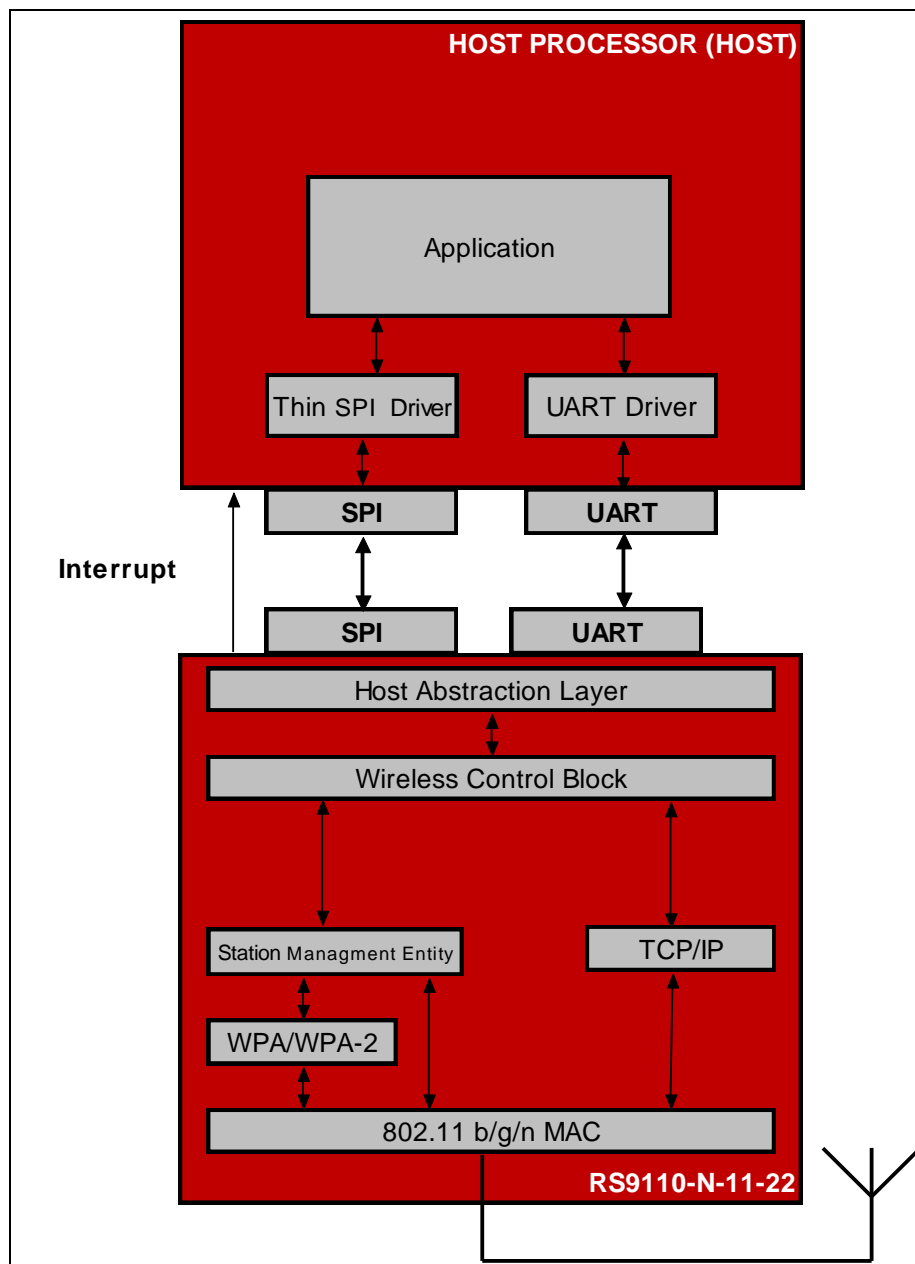 HOST PROCESSOR (HOST)
Application
Thin SPI Driver
UART Driver
SPI
UART
Interrupt
SPI
UART
Host Abstraction Layer
Wireless Control Block
Station Managment Entity
TCP/IP
WPA/WPA-2
802.11 b/g/n MAC
RS9110-N-11-22